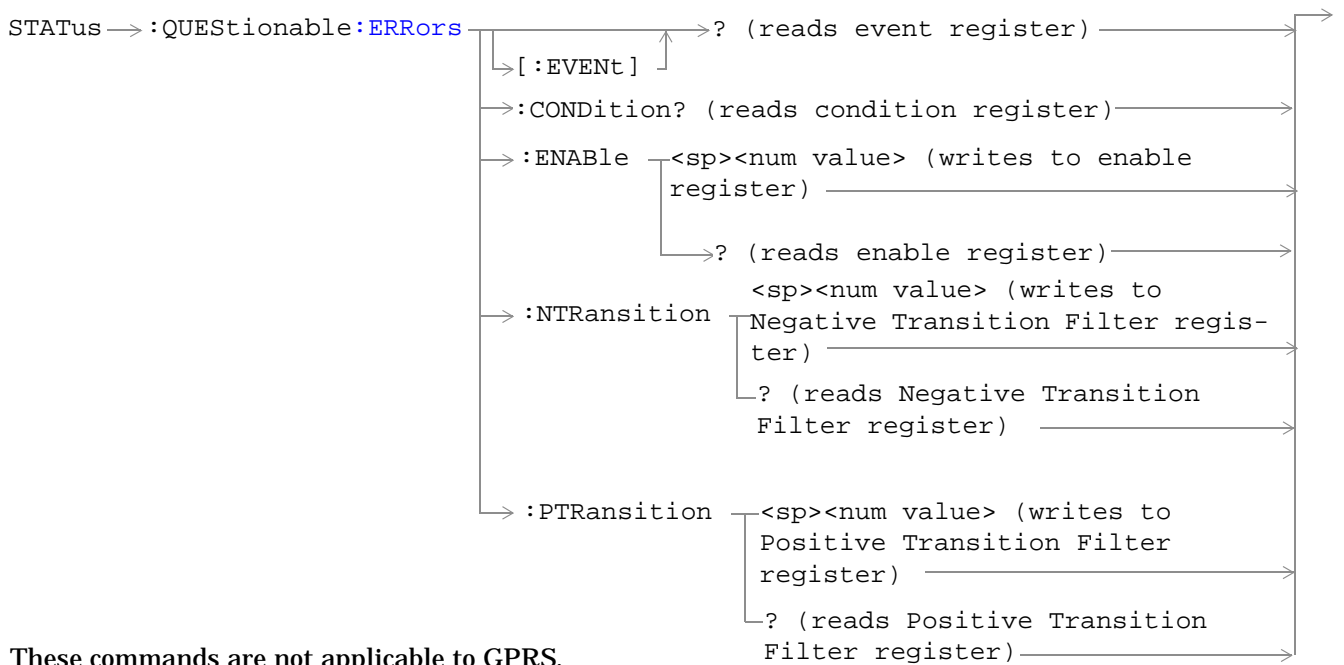 STATus :QUEStionable:ERRors ? (reads event register)
[:EVENt]
:CONDition? (reads condition register)
:ENABle <sp><num value> (writes to enable
register)
? (reads enable register)
<sp><num value> (writes to
:NTRansition Negative Transition Filter regis-
ter)
? (reads Negative Transition
Filter register)
:PTRansition <sp><num value> (writes to
Positive Transition Filter
register)
? (reads Positive Transition
Filter register)
These commands are not applicable to GPRS.